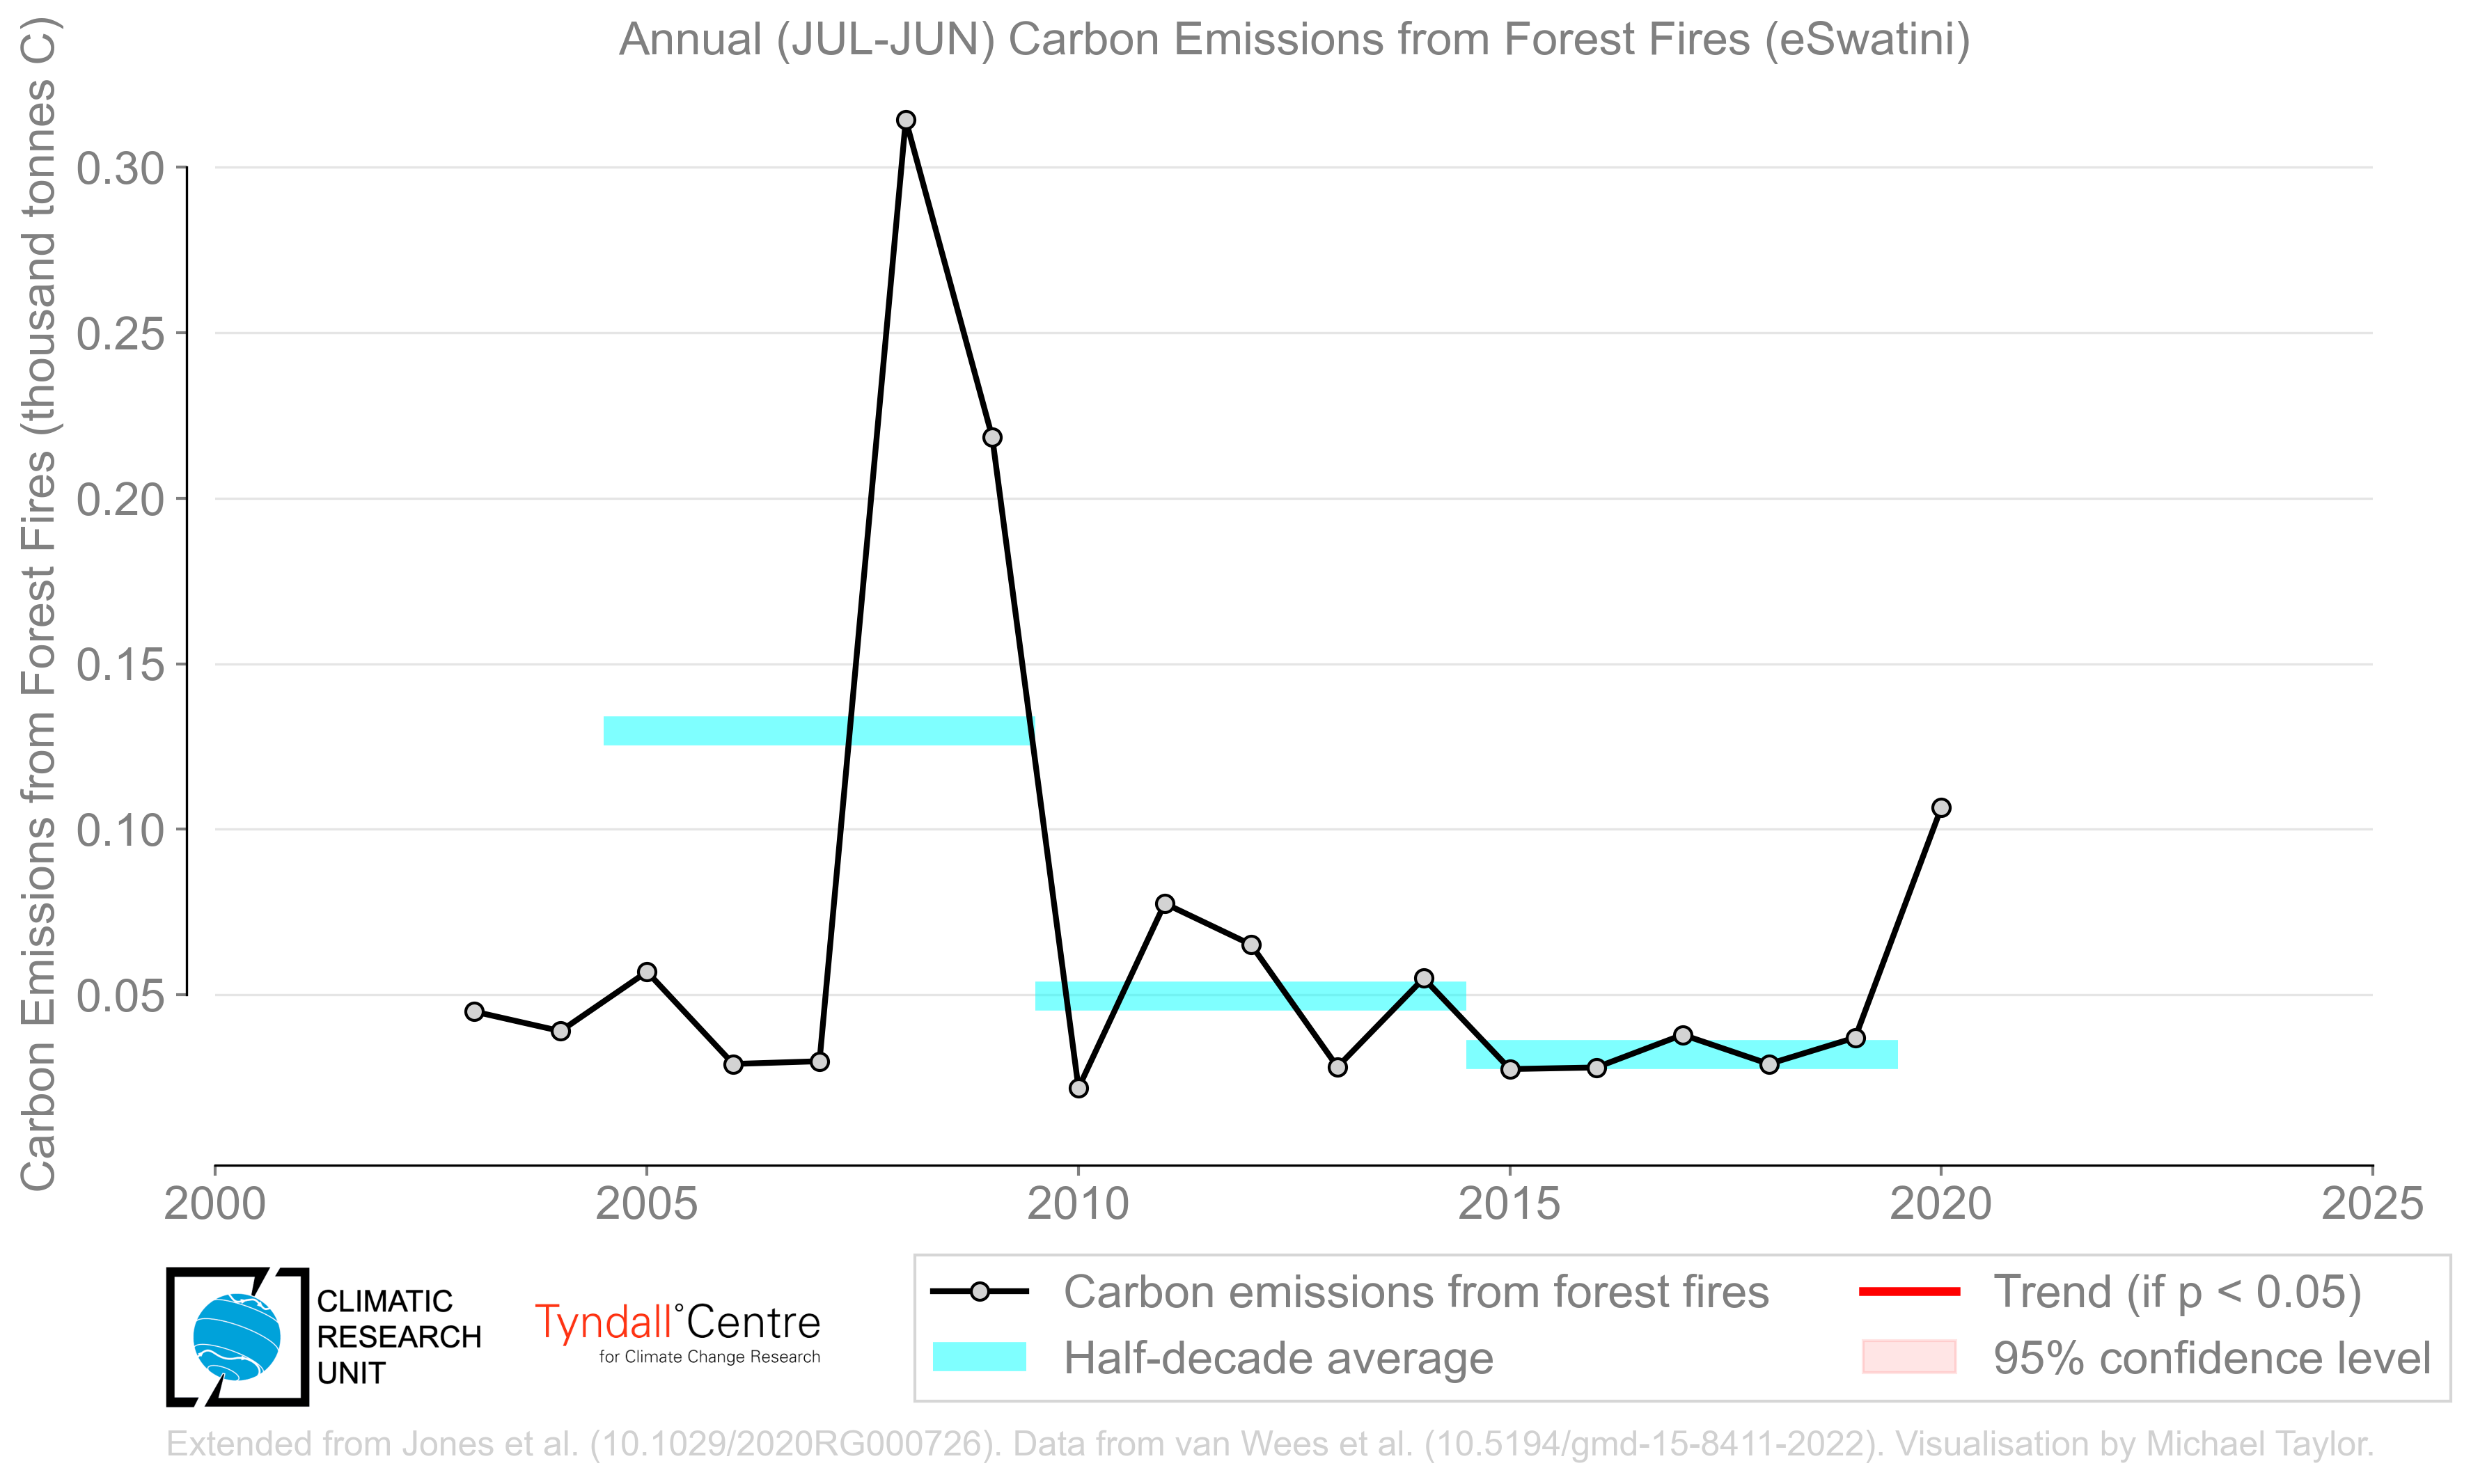 Annual (JUL-JUN) Carbon Emissions from Forest Fires (eSwatini)
Carbon Emissions from Forest Fires (thousand tonnes C)
0.30
0.25
0.20
0.15
0.10
0.05
2000 2005 2010 2015 2020 2025
CLIMATIC
RESEARCH
UNIT
Tyndall°Centre
for Climate Change Research
Carbon emissions from forest fires
Half-decade average
Trend (if p < 0.05)
95% confidence level
Extended from Jones et al. (10.1029/2020RG000726). Data from van Wees et al. (10.5194/gmd-15-8411-2022). Visualisation by Michael Taylor.